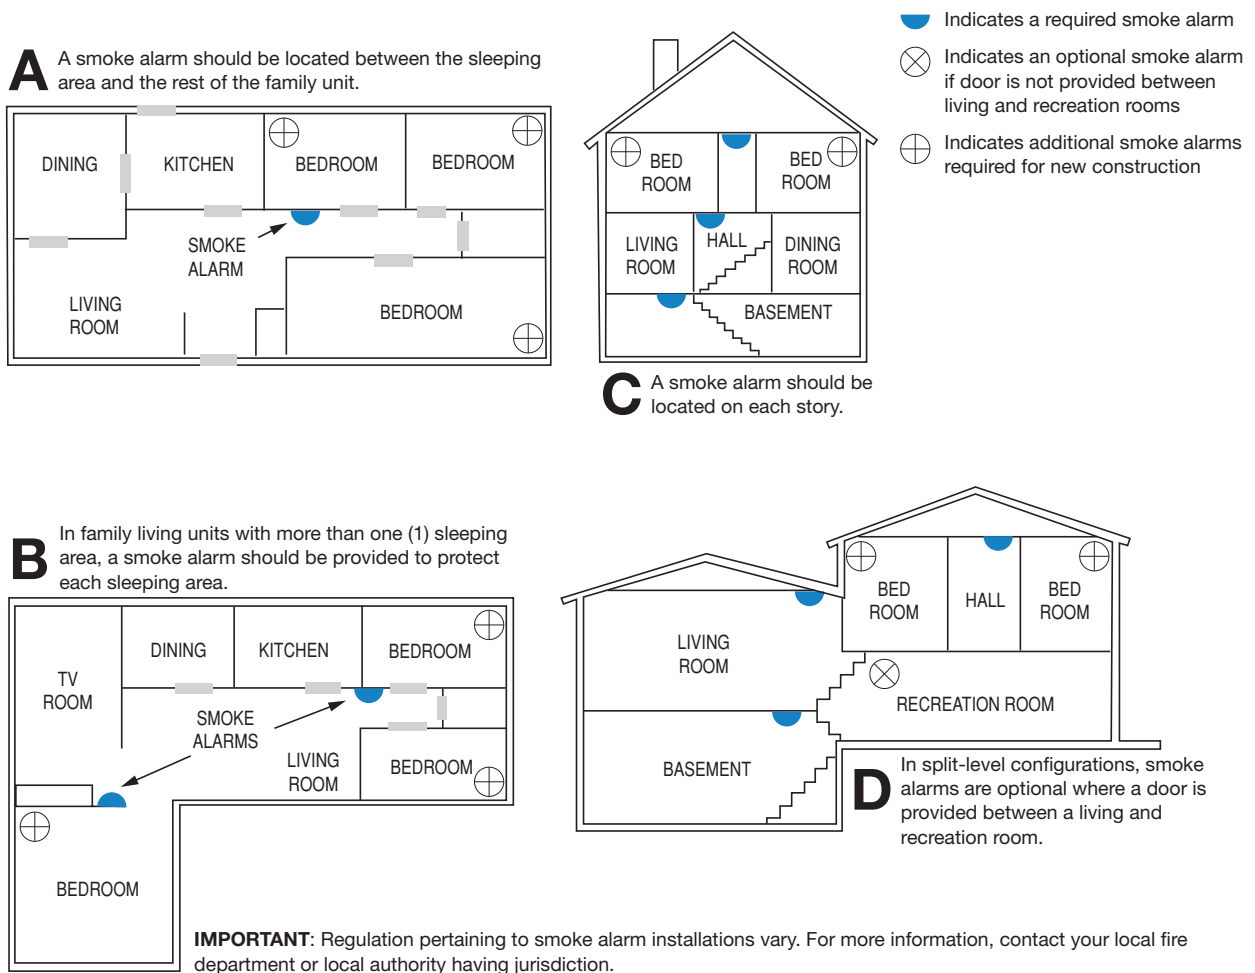 A
A smoke alarm should be located between the sleeping
area and the rest of the family unit.
DINING
KITCHEN
BEDROOM
BEDROOM
SMOKE
ALARM
LIVING
ROOM
BEDROOM
BED
ROOM
BED
ROOM
LIVING
ROOM
HALL
DINING
ROOM
BASEMENT
C
A smoke alarm should be
located on each story.
Indicates a required smoke alarm
Indicates an optional smoke alarm
if door is not provided between
living and recreation rooms
Indicates additional smoke alarms
required for new construction
B
In family living units with more than one (1) sleeping
area, a smoke alarm should be provided to protect
each sleeping area.
TV
ROOM
DINING
KITCHEN
BEDROOM
SMOKE
ALARMS
LIVING
ROOM
BEDROOM
BEDROOM
LIVING
ROOM
BED
ROOM
HALL
BED
ROOM
RECREATION ROOM
BASEMENT
D
In split-level configurations, smoke
alarms are optional where a door is
provided between a living and
recreation room.
IMPORTANT: Regulation pertaining to smoke alarm installations vary. For more information, contact your local fire
department or local authority having jurisdiction.